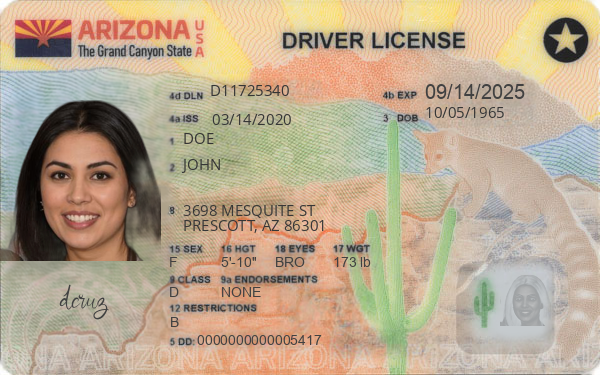 ARIZONA USA
The Grand Canyon State
DRIVER LICENSE
4d DLN D11725340
4b EXP 09/14/2025
4a ISS 03/14/2020
3 DOB 10/05/1965
1 DOE
2 JOHN
8 3698 MESQUITE ST
PRESCOTT, AZ 86301
15 SEX 16 HGT 18 EYES 17 WGT
F 5'-10" BRO 173 lb
9 CLASS 9a ENDORSEMENTS
D NONE
12 RESTRICTIONS
B
5 DD: 0000000000005417
dcruz
ONA ARIZONA ARIZONA ARIZONA ARIZON